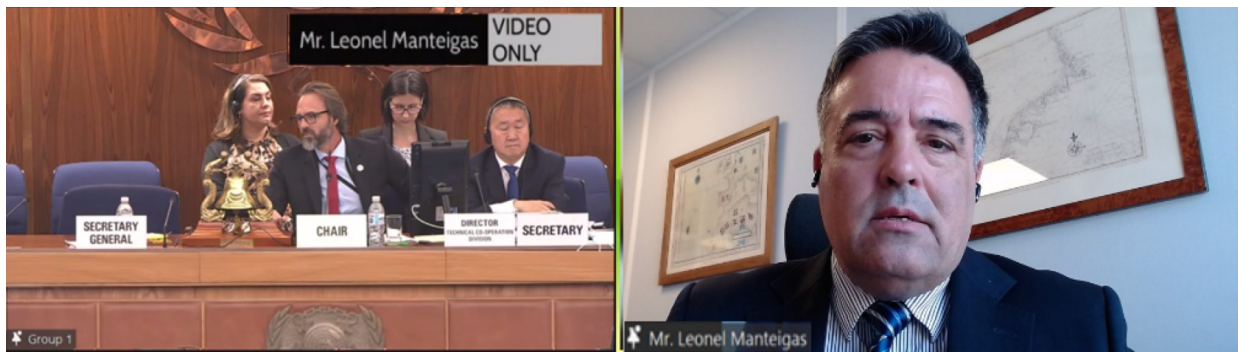 Mr. Leonel Manteigas
VIDEO
ONLY
SECRETARY
GENERAL
CHAIR
DIRECTOR
TECHNICAL CO-OPERATION
DIVISION
SECRETARY
Group 1
Mr. Leonel Manteigas